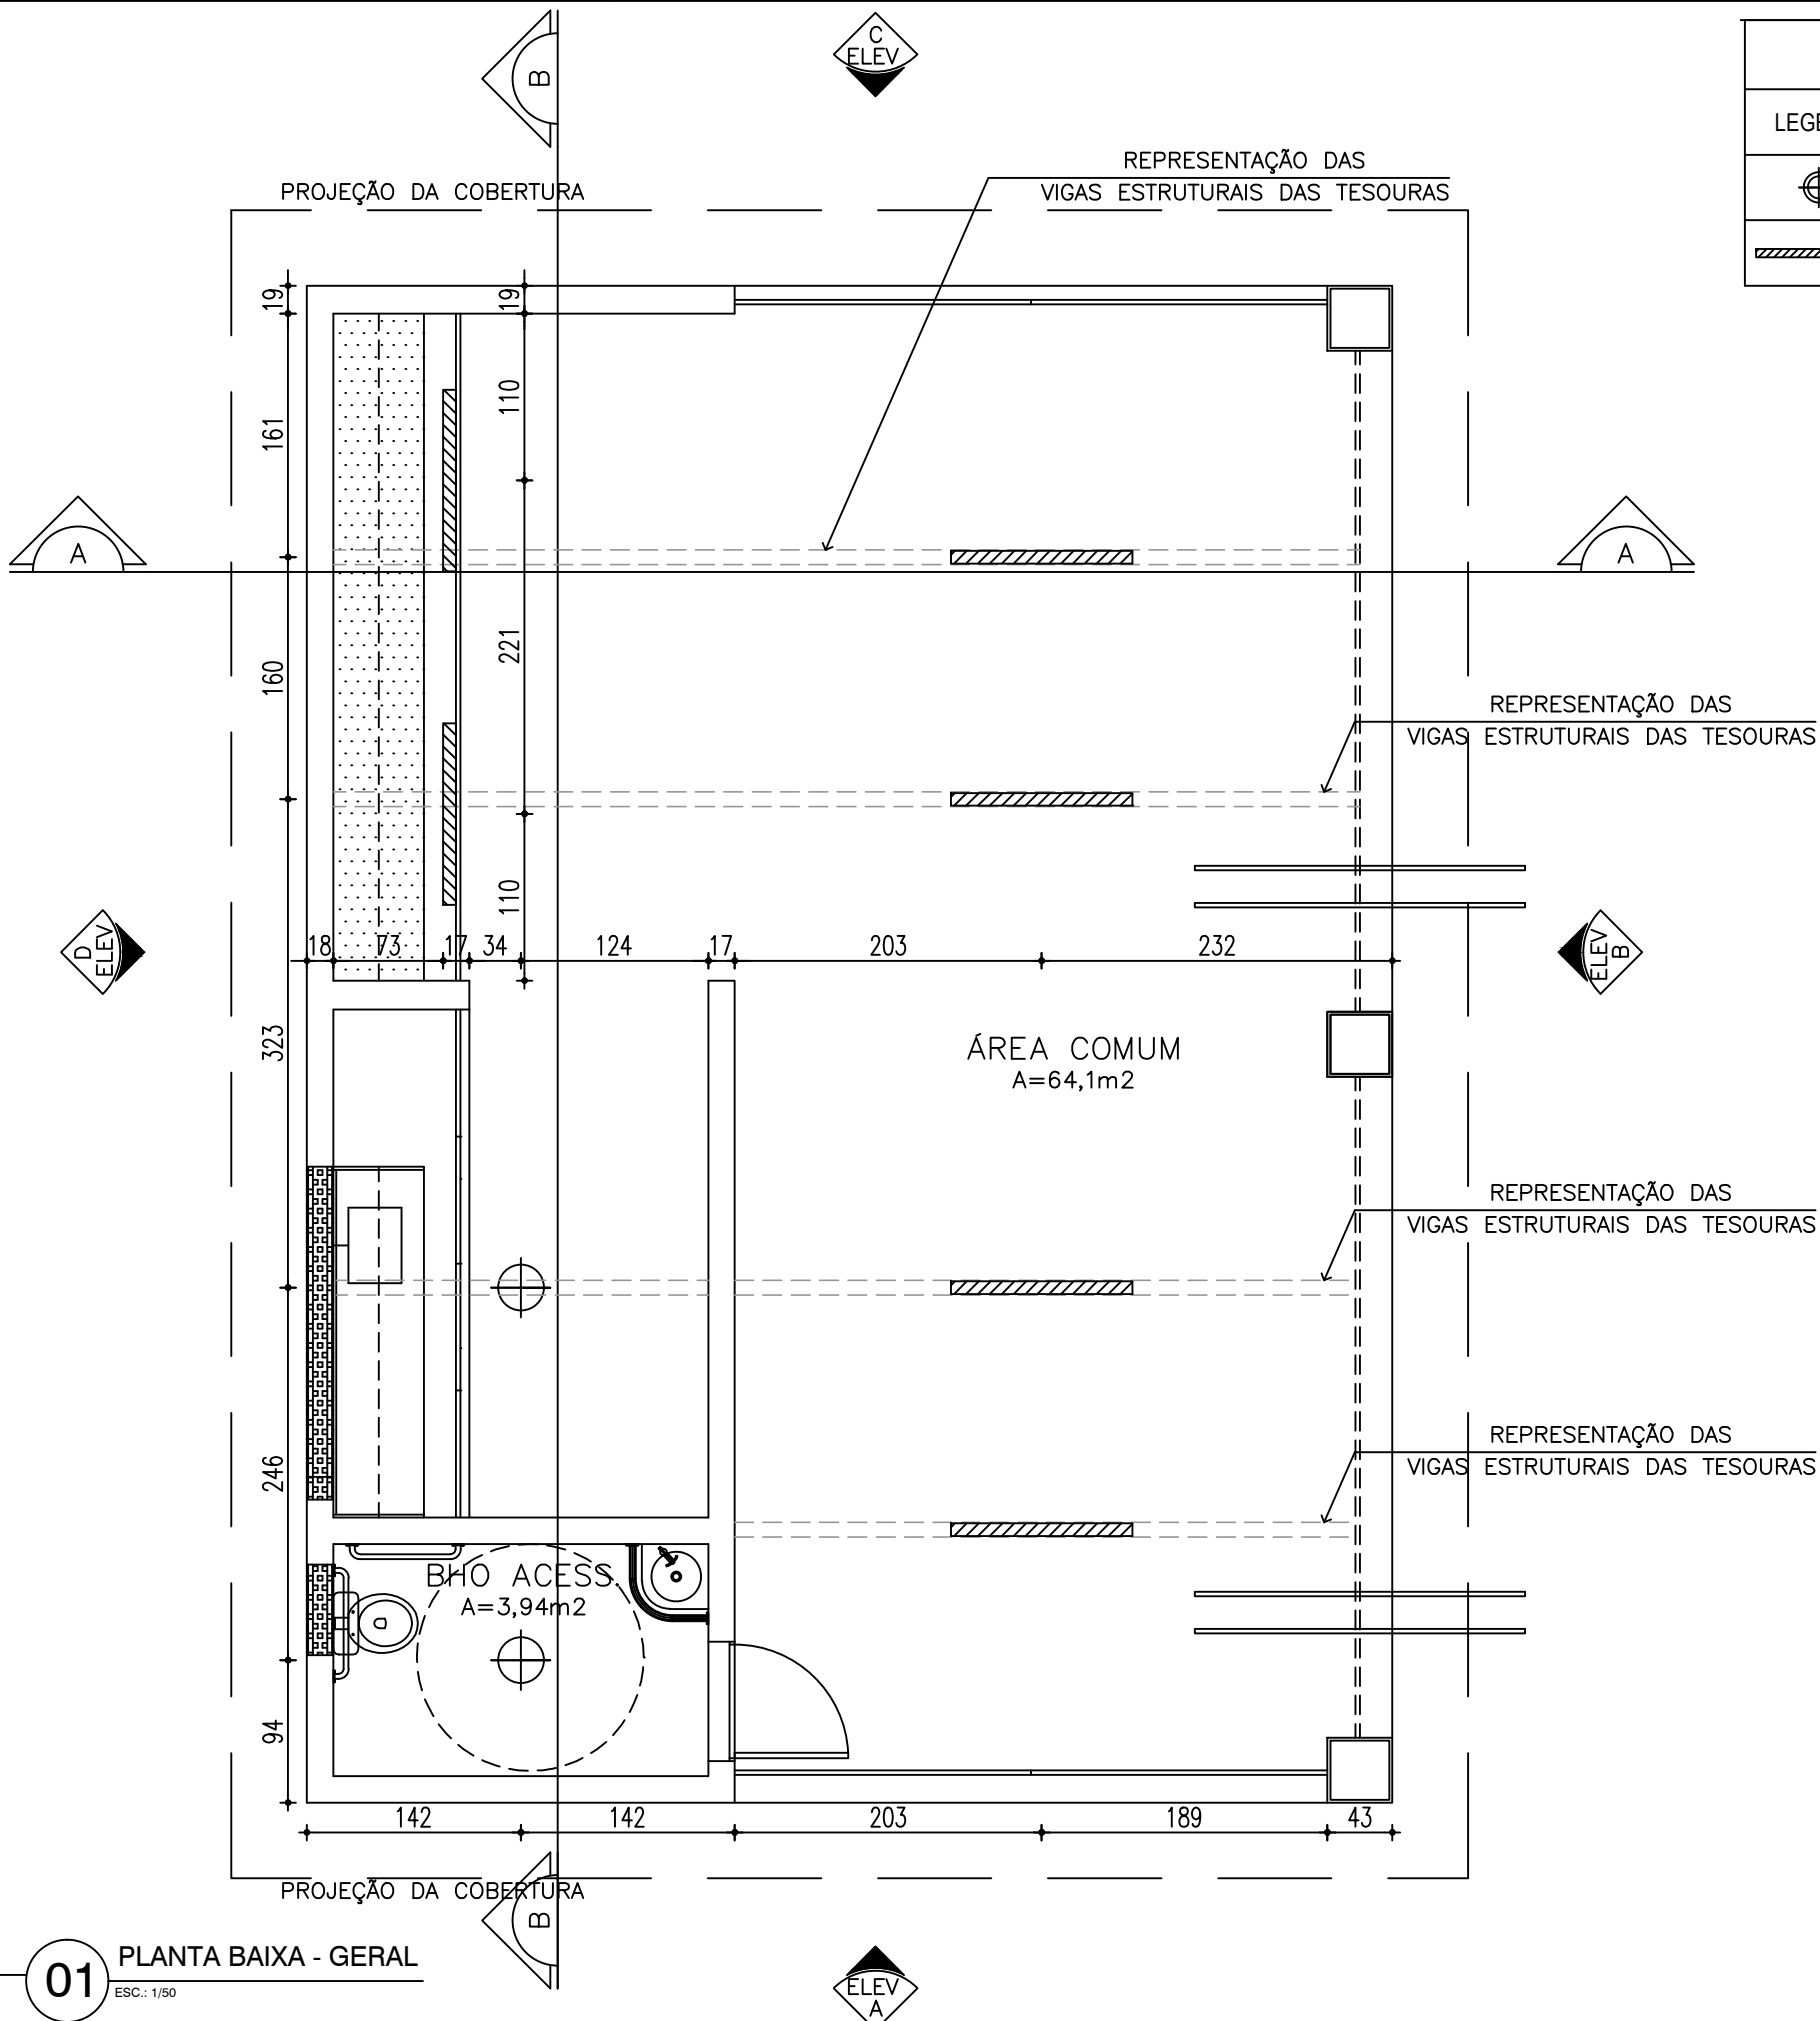 C
ELEV
B
LEGE
REPRESENTAÇÃO DAS
VIGAS ESTRUTURAIS DAS TESOURAS
PROJEÇÃO DA COBERTURA
19
19
110
161
A
A
221
160
REPRESENTAÇÃO DAS
VIGAS ESTRUTURAIS DAS TESOURAS
110
D
ELEV
18
73
17
34
124
17
203
232
ELEV
B
323
ÁREA COMUM
A=64,1m2
REPRESENTAÇÃO DAS
VIGAS ESTRUTURAIS DAS TESOURAS
246
REPRESENTAÇÃO DAS
VIGAS ESTRUTURAIS DAS TESOURAS
BHO ACESS.
A=3,94m2
94
142
142
203
189
43
PROJEÇÃO DA COBERTURA
B
01
PLANTA BAIXA - GERAL
ESC.: 1/50
ELEV
A